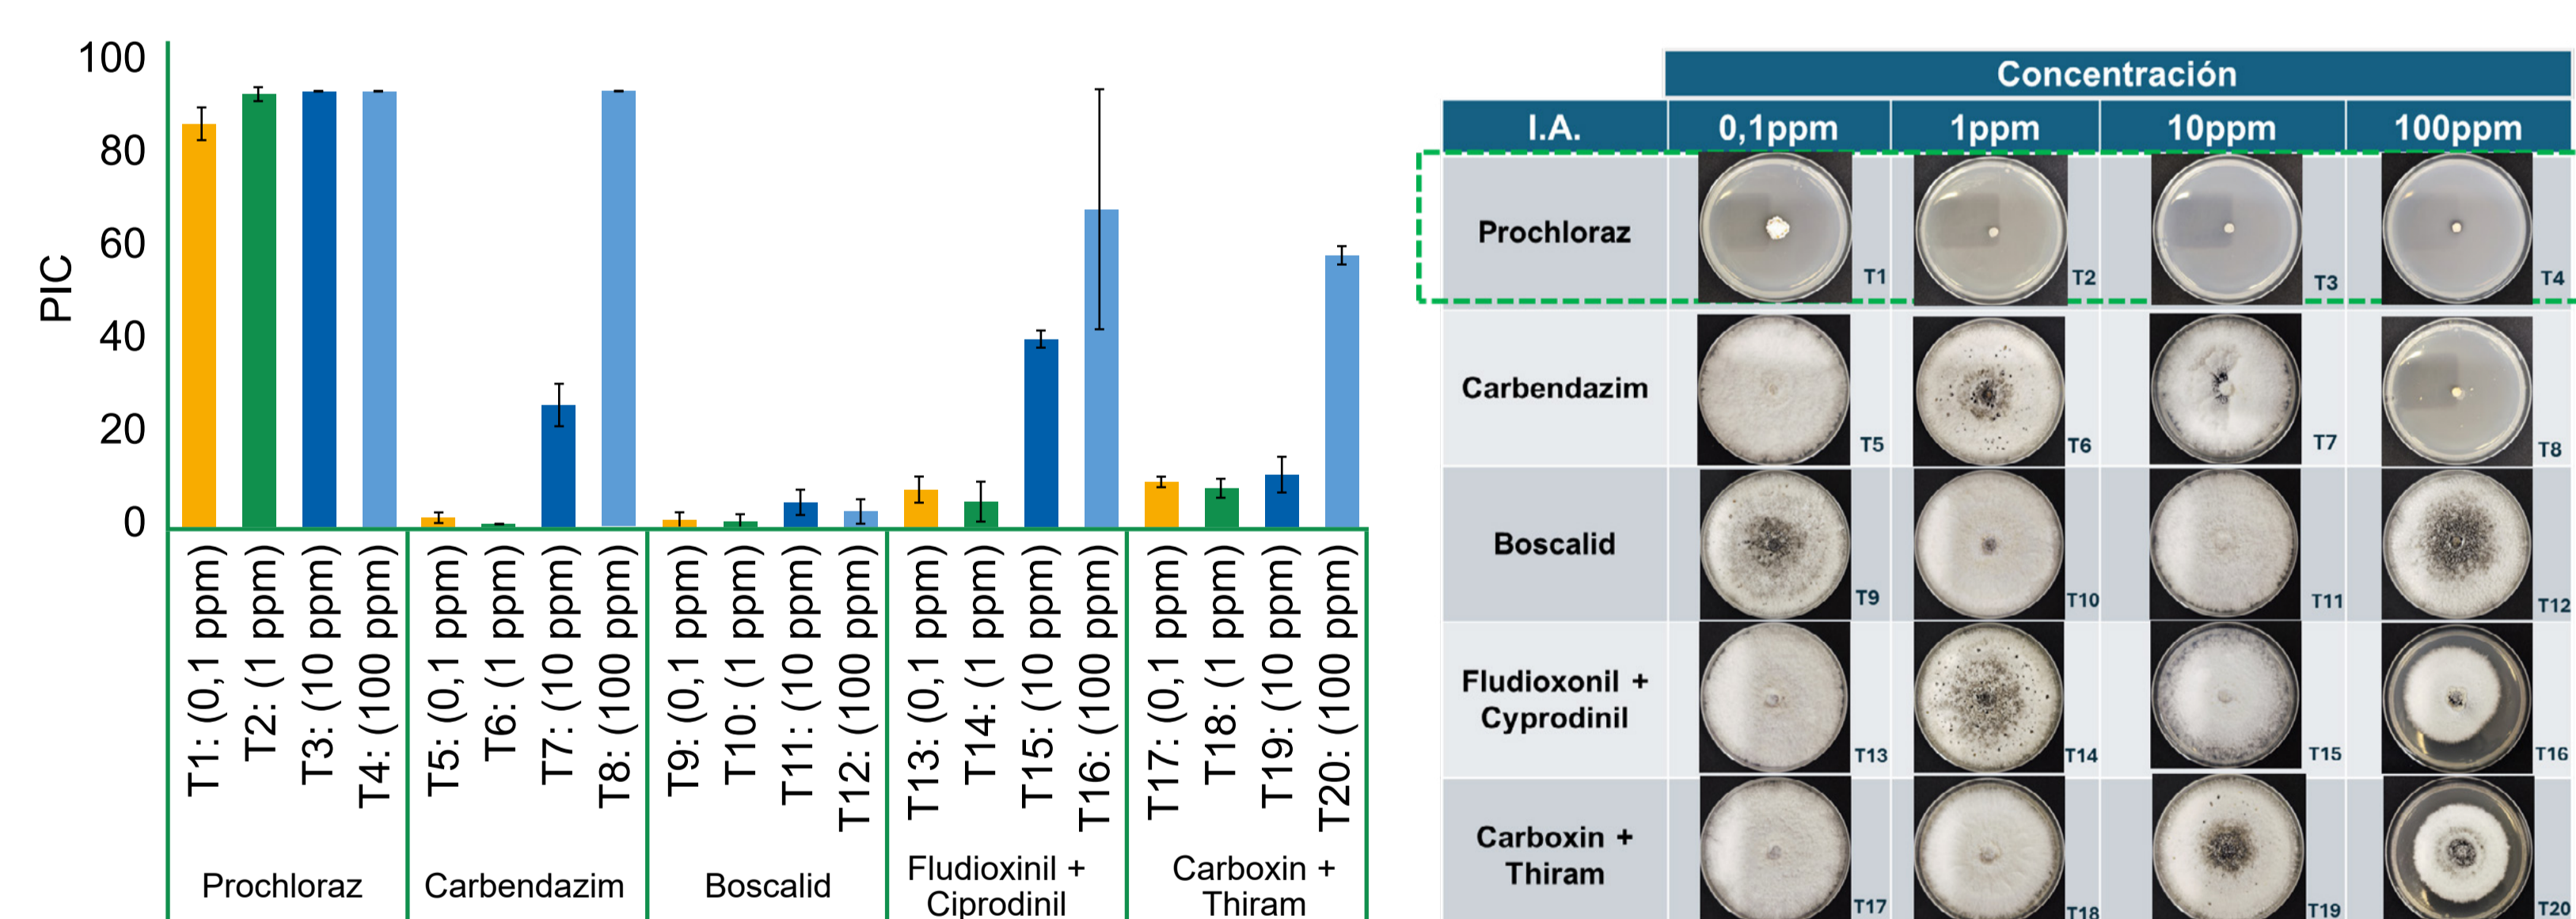 100
80
60
40
20
0
PIC
T1: (0,1 ppm)
T2: (1 ppm)
T3: (10 ppm)
T4: (100 ppm)
T5: (0,1 ppm)
T6: (1 ppm)
T7: (10 ppm)
T8: (100 ppm)
T9: (0,1 ppm)
T10: (1 ppm)
T11: (10 ppm)
T12: (100 ppm)
T13: (0,1 ppm)
T14: (1 ppm)
T15: (10 ppm)
T16: (100 ppm)
T17: (0,1 ppm)
T18: (1 ppm)
T19: (10 ppm)
T20: (100 ppm)
Prochloraz
Carbendazim
Boscalid
Fludioxinil +
Ciprodinil
Carboxin +
Thiram
Concentración
I.A. 0,1ppm 1ppm 10ppm 100ppm
Prochloraz
T1 T2 T3 T4
Carbendazim
T5 T6 T7 T8
Boscalid
T9 T10 T11 T12
Fludioxonil +
Cyprodinil
T13 T14 T15 T16
Carboxin +
Thiram
T17 T18 T19 T20